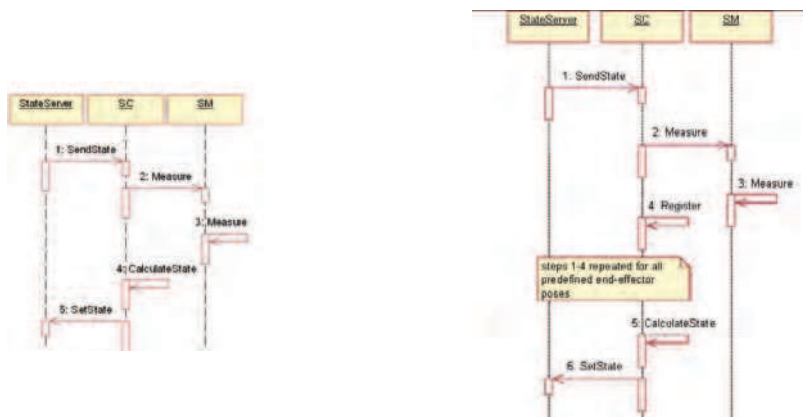 StateServer SC SM
1: SendState
2: Measure
3: Measure
4: CalculateState
5: SetState
StateServer SC SM
1: SendState
2: Measure
3: Measure
4: Register
steps 1-4 repeated for all
predefined end-effector
poses
5: CalculateState
6: SetState